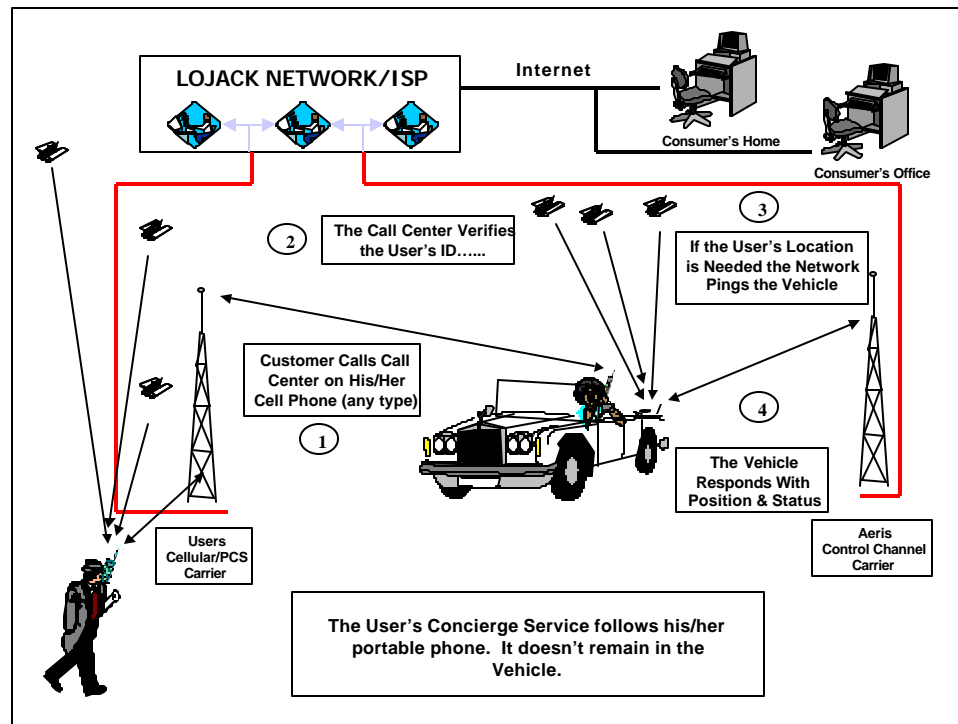 LOJACK NETWORK/ISP
Internet
Consumer's Home
Consumer's Office
2
The Call Center Verifies
the User's ID…...
3
If the User's Location
is Needed the Network
Pings the Vehicle
Customer Calls Call
Center on His/Her
Cell Phone (any type)
1
4
The Vehicle
Responds With
Position & Status
Users
Cellular/PCS
Carrier
Aeris
Control Channel
Carrier
The User's Concierge Service follows his/her
portable phone.  It doesn't remain in the
Vehicle.